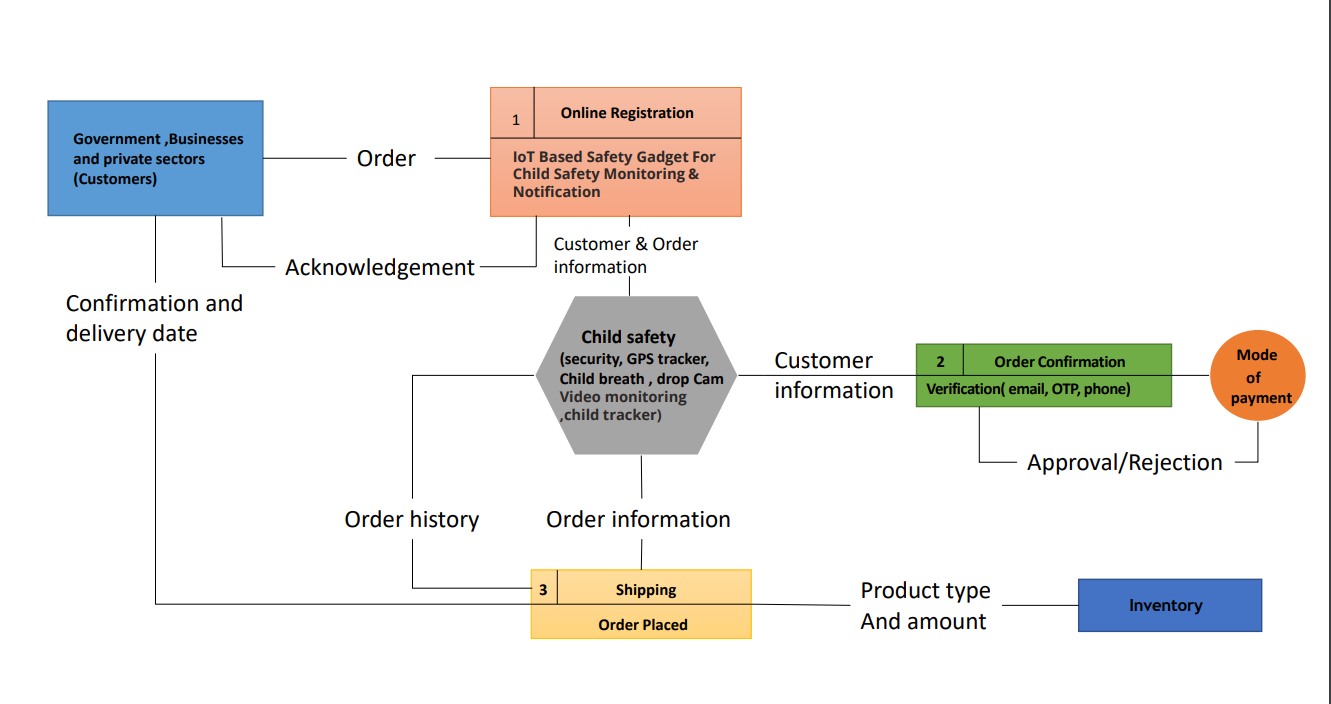 Government ,Businesses
and private sectors
(Customers)
Order
1
Online Registration
IoT Based Safety Gadget For
Child Safety Monitoring &
Notification
Acknowledgement
Customer & Order
information
Confirmation and
delivery date
Child safety
(security, GPS tracker,
Child breath , drop Cam
Video monitoring
,child tracker)
Customer
information
2
Order Confirmation
Verification( email, OTP, phone)
Mode
of
payment
Approval/Rejection
Order history
Order information
3
Shipping
Order Placed
Product type
And amount
Inventory